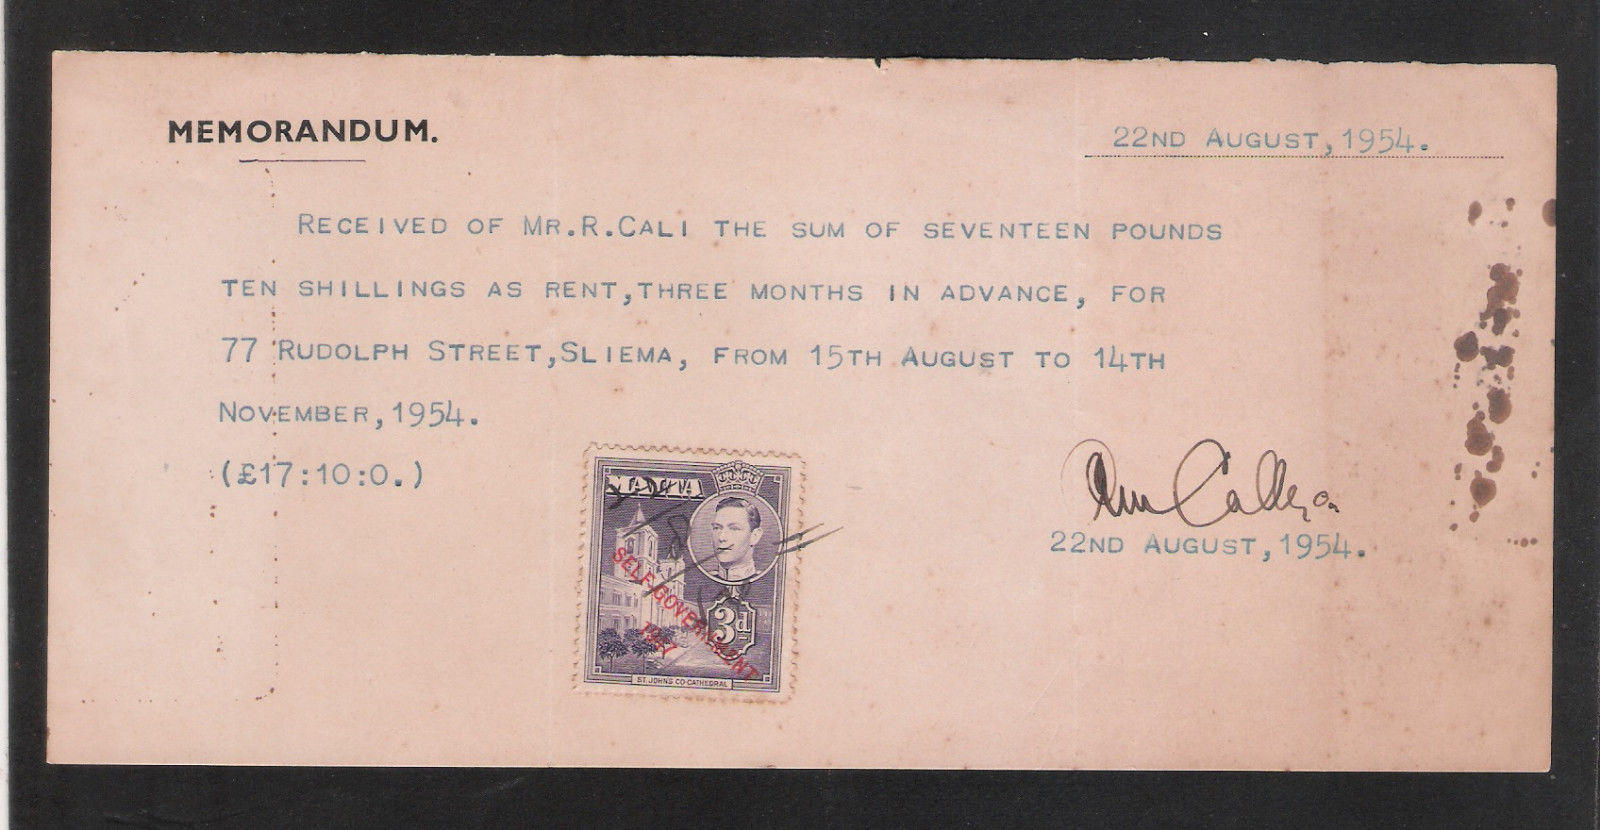 MEMORANDUM.
22ND AUGUST, 1954.
RECEIVED OF MR.R.CALI THE SUM OF SEVENTEEN POUNDS
TEN SHILLINGS AS RENT, THREE MONTHS IN ADVANCE, FOR
77 RUDOLPH STREET, SLIEMA, FROM 15TH AUGUST TO 14TH
NOVEMBER, 1954.
(£17:10:0.)
MALTA
SELF-GOVERNMENT
1947
3d
ST. JOHN'S CO-CATHEDRAL
Calleja
22ND AUGUST, 1954.